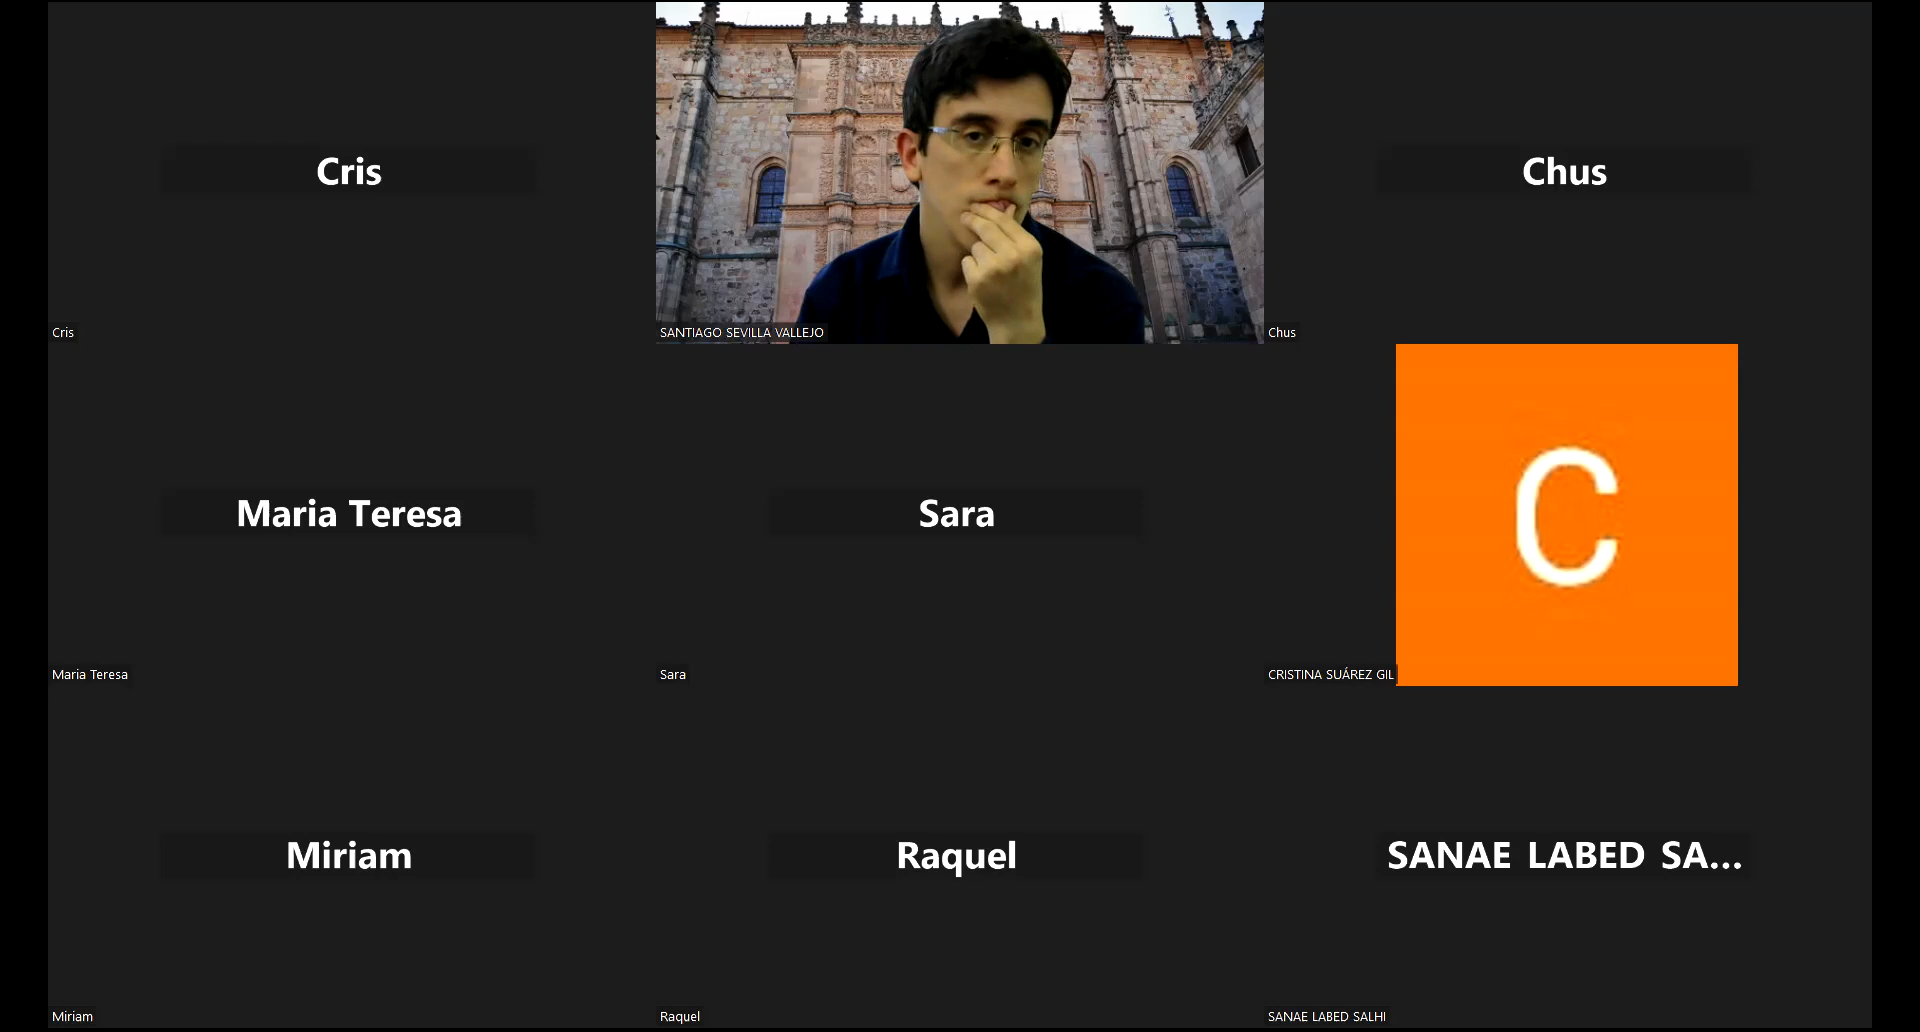 Cris
Cris
SANTIAGO SEVILLA VALLEJO
Chus
Chus
Maria Teresa
Maria Teresa
Sara
Sara
C
CRISTINA SUÁREZ GIL
Miriam
Miriam
Raquel
Raquel
SANAE LABED SA...
SANAE LABED SALHI